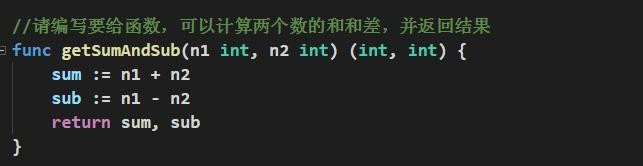 //请编写要给函数，可以计算两个数的和和差，并返回结果
func getSumAndSub(n1 int, n2 int) (int, int) {
    sum := n1 + n2
    sub := n1 - n2
    return sum, sub
}